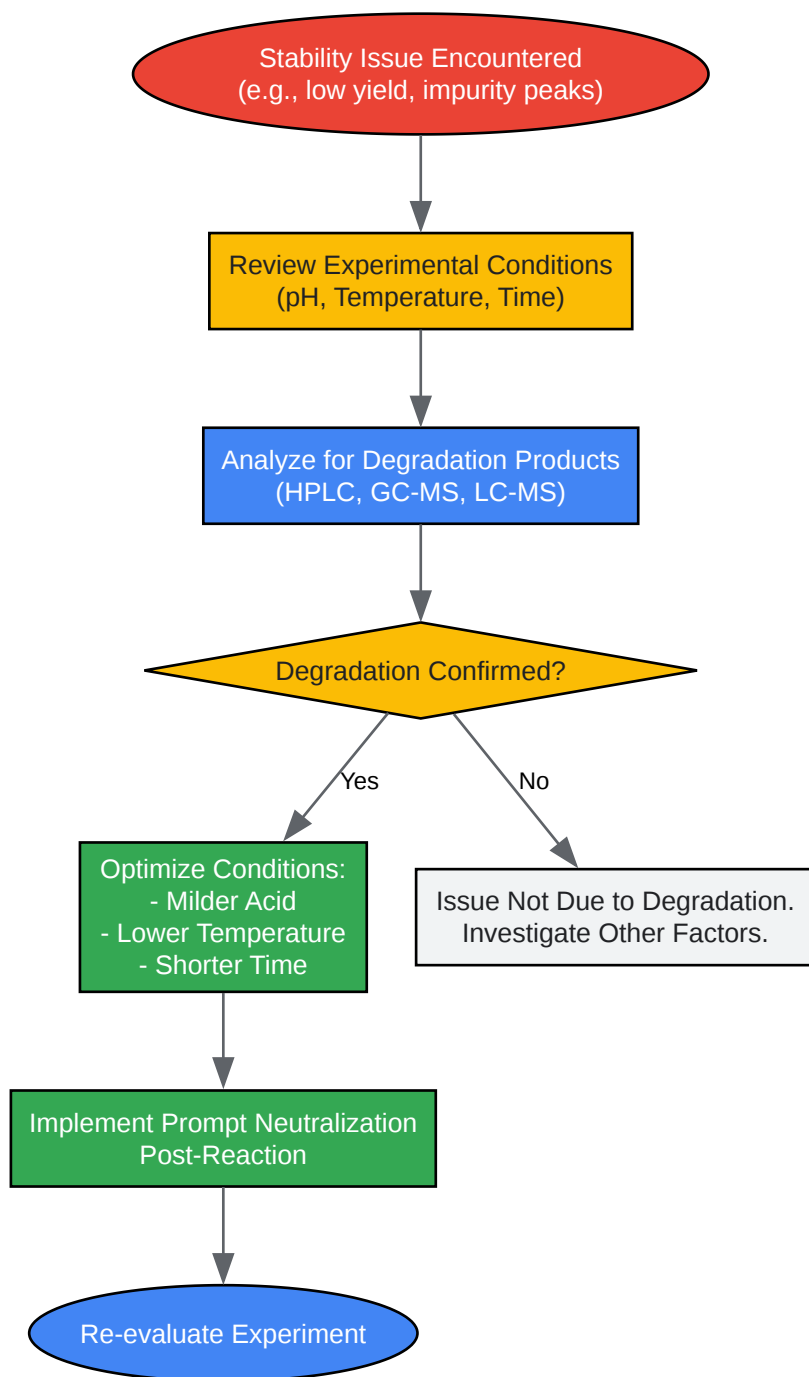 Stability Issue Encountered
(e.g., low yield, impurity peaks)
Review Experimental Conditions
(pH, Temperature, Time)
Analyze for Degradation Products
(HPLC, GC-MS, LC-MS)
Degradation Confirmed?
Yes
No
Optimize Conditions:
- Milder Acid
- Lower Temperature
- Shorter Time
Issue Not Due to Degradation.
Investigate Other Factors.
Implement Prompt Neutralization
Post-Reaction
Re-evaluate Experiment